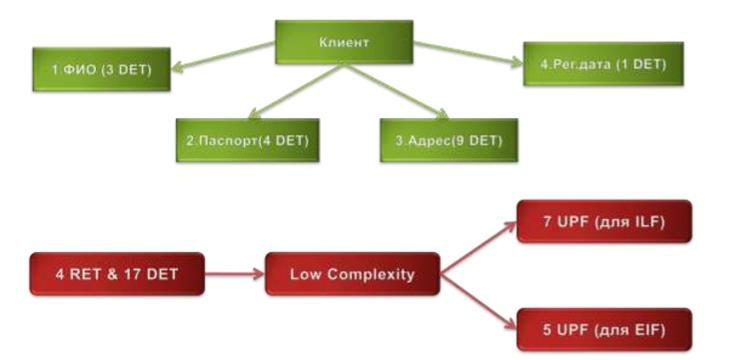 Клиент
1.ФИО (3 DET)
4.Рег.дата (1 DET)
2.Паспорт(4 DET)
3.Адрес(9 DET)
7 UPF (для ILF)
4 RET & 17 DET
Low Complexity
5 UPF (для EIF)